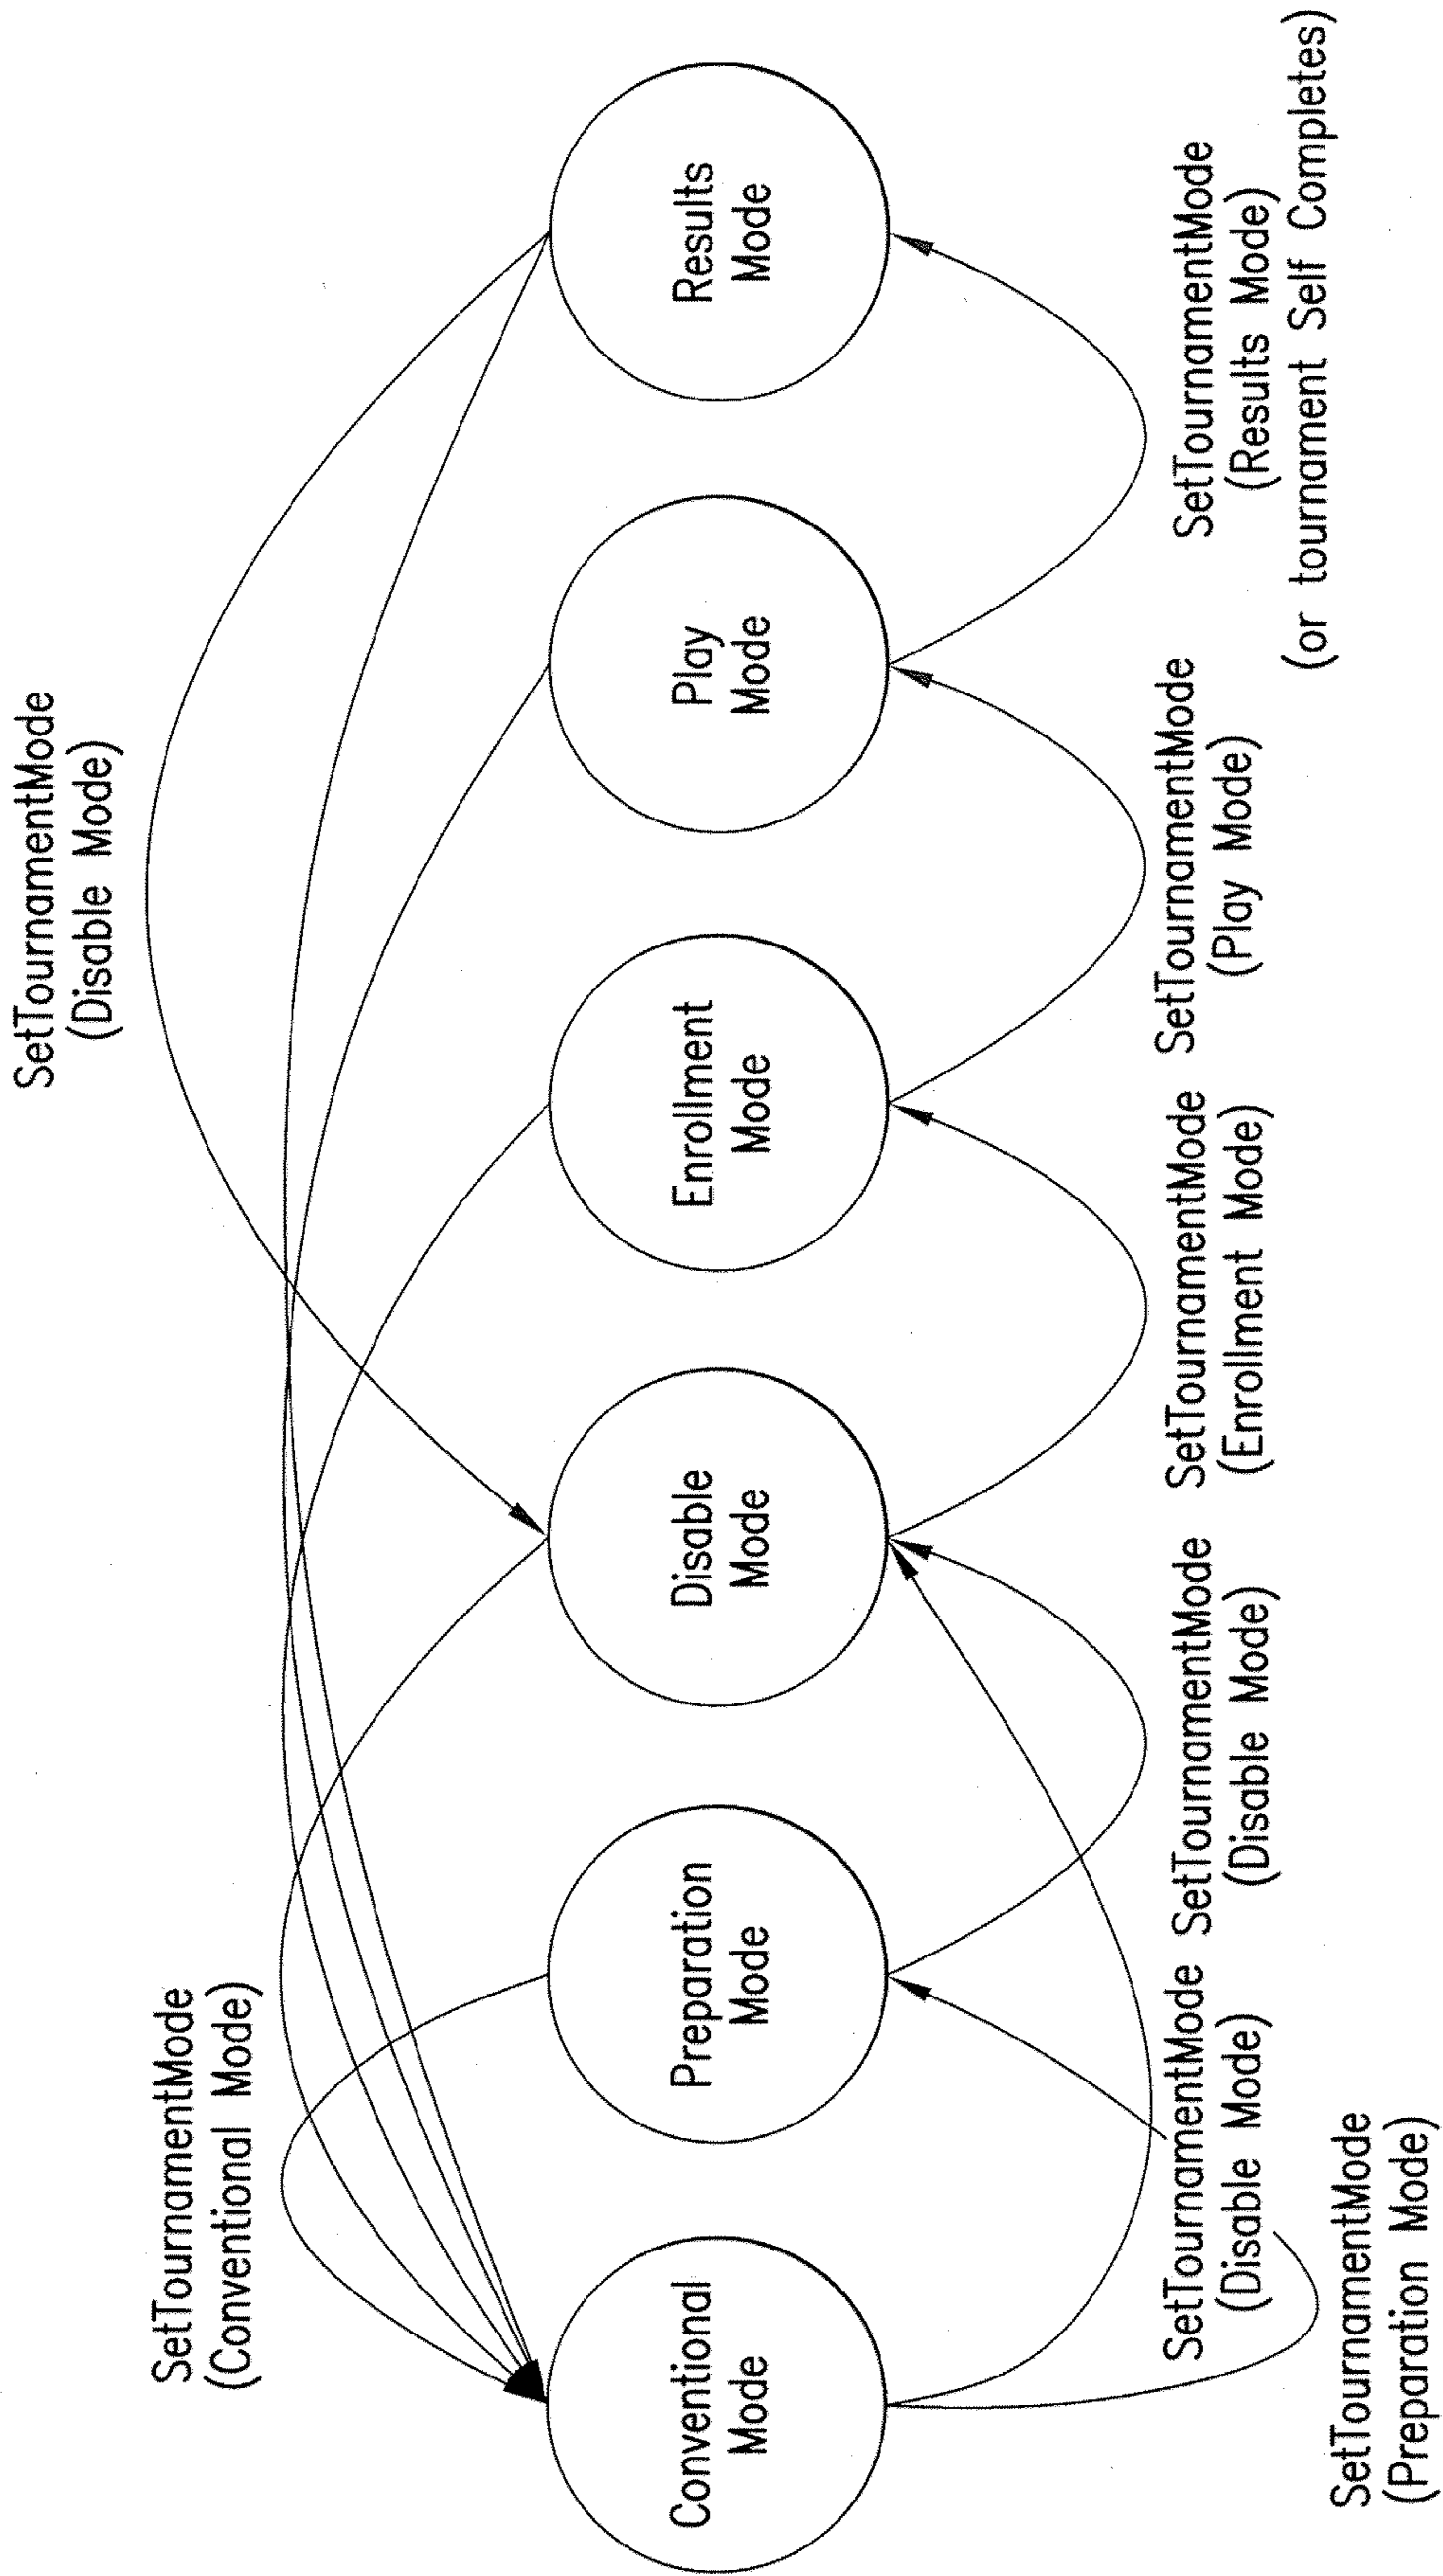 SetTournamentMode
(Disable Mode)
SetTournamentMode
(Conventional Mode)
Conventional
Mode
Preparation
Mode
Disable
Mode
Enrollment
Mode
Play
Mode
Results
Mode
SetTournamentMode
(Disable Mode)
SetTournamentMode
(Disable Mode)
SetTournamentMode
(Enrollment Mode)
SetTournamentMode
(Play Mode)
SetTournamentMode
(Results Mode)
(or tournament Self Completes)
SetTournamentMode
(Preparation Mode)